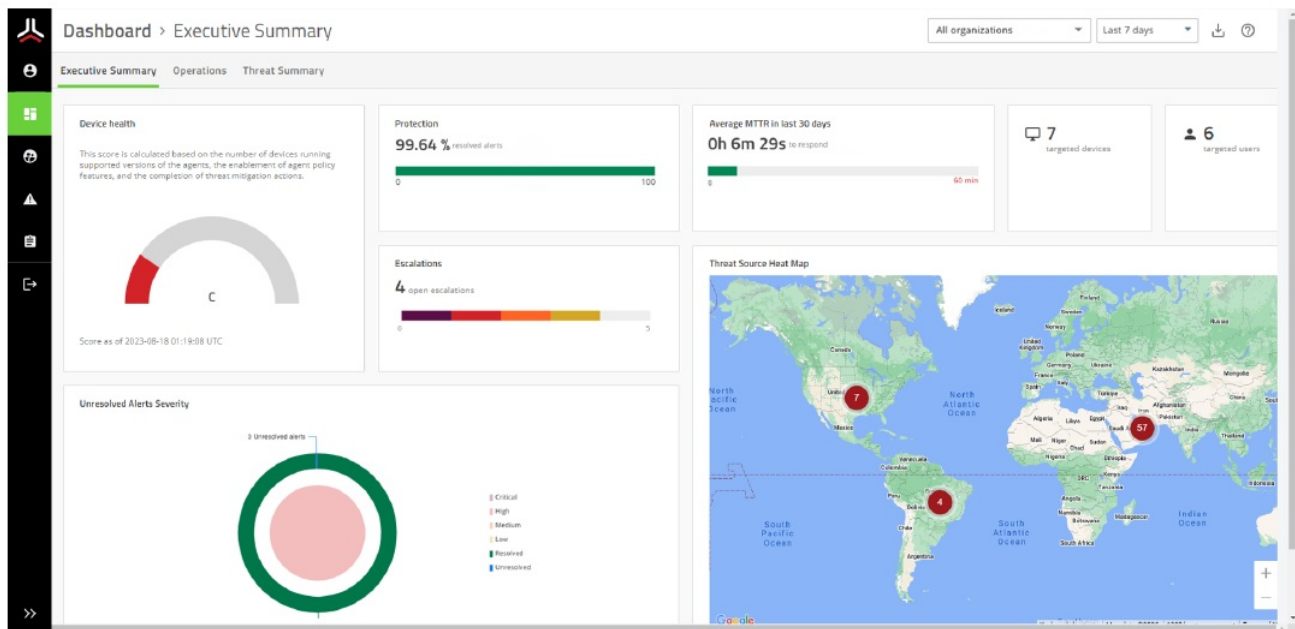 Dashboard > Executive Summary
All organizations
Last 7 days
Executive Summary
Operations
Threat Summary
Device health
This score is calculated based on the number of devices running
supported versions of the agents, the enablement of agent policy
features, and the completion of threat mitigation actions.
C
Score as of 2023-08-18 01:19:08 UTC
Protection
99.64 % resolved alerts
0
100
Average MTTR in last 30 days
0h 6m 29s to respond
0
60 min
7
targeted devices
6
targeted users
Escalations
4 open escalations
0
5
Unresolved Alerts Severity
3 Unresolved alerts
Critical
High
Medium
Low
Resolved
Unresolved
Threat Source Heat Map
Iceland
Finland
Sweden
Norway
Russia
United
Kingdom
Poland
Germany
Ukraine
France
Kazakhstan
Mongolia
Spain
Italy
Türkiye
Canada
North
Atlantic
Ocean
7
Mexico
Algeria
Libya
Egypt
Iraq
Iran
Afghanistan
Pakistan
China
57
India
Thailand
Mali
Niger
Chad
Sudan
Nigeria
Ethiopia
Venezuela
Colombia
DRC
Kenya
Tanzania
Indonesia
Peru
4
Angola
Namibia
Botswana
Madagascar
Indian
Ocean
Chile
South
Pacific
Ocean
South
Atlantic
Ocean
South Africa
Argentina
Google